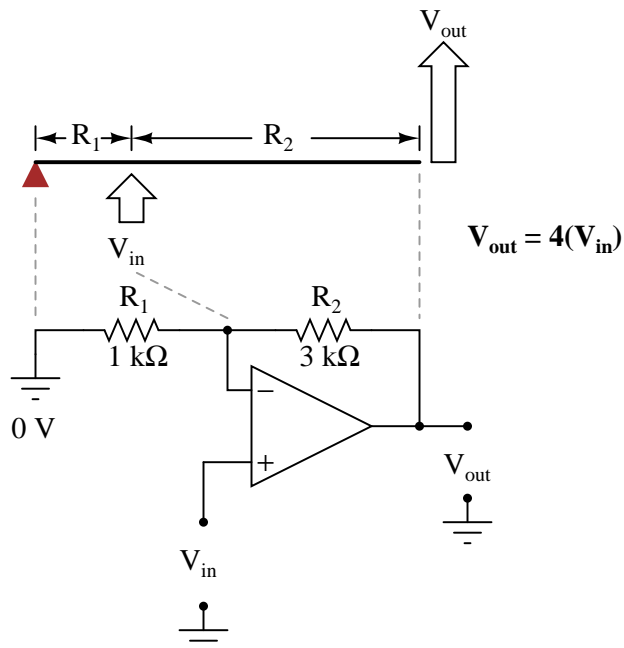 V_out
R_1 R_2
V_in
V_out = 4(V_in)
R_1 R_2
1 kΩ 3 kΩ
−
0 V
+
V_out
V_in